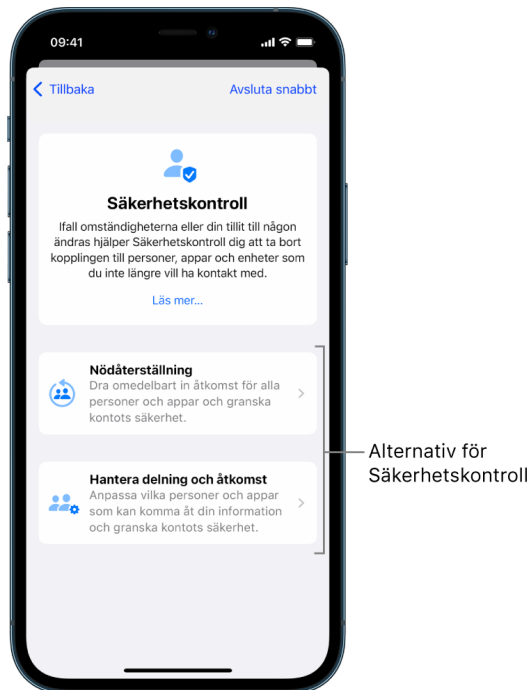 09:41
Tillbaka
Avsluta snabbt
Säkerhetskontroll
Ifall omständigheterna eller din tillit till någon
ändras hjälper Säkerhetskontroll dig att ta bort
kopplingen till personer, appar och enheter som
du inte längre vill ha kontakt med.
Läs mer...
Nödåterställning
Dra omedelbart in åtkomst för alla
personer och appar och granska
kontots säkerhet.
Hantera delning och åtkomst
Anpassa vilka personer och appar
som kan komma åt din information
och granska kontots säkerhet.
Alternativ för
Säkerhetskontroll